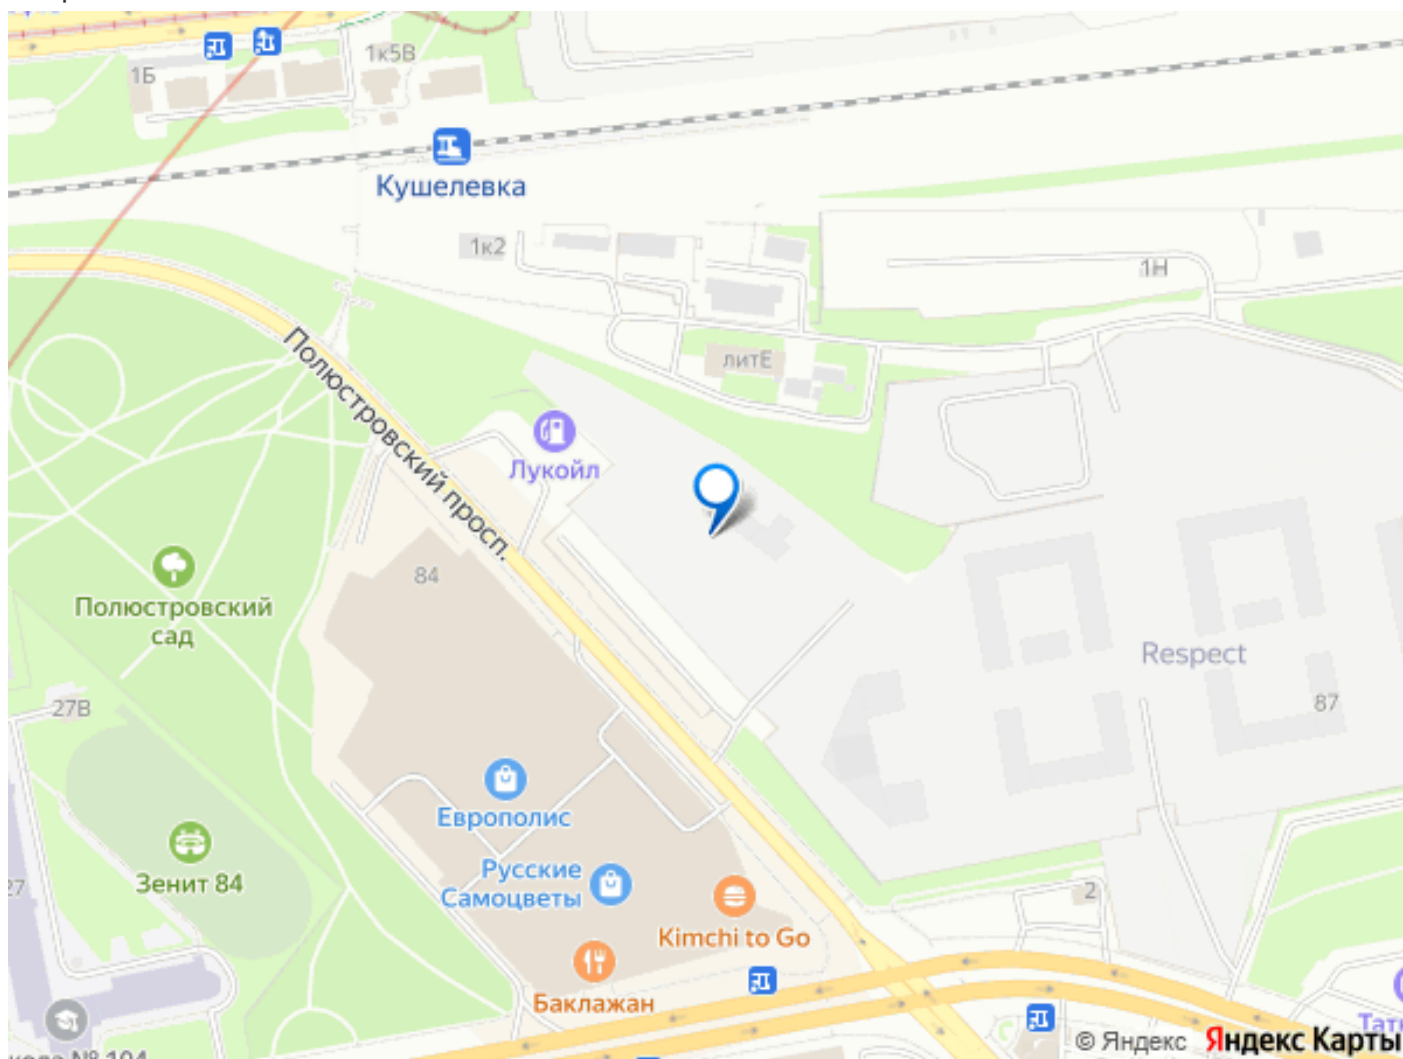 1Б
1к5В
Кушелевка
1к2
1Н
литЕ
Полюстровский просп.
Лукойл
84
Полюстровский
сад
Respect
27В
87
Европолис
Русские
Самоцветы
Зенит 84
27
2
Kimchi to Go
Баклажан
© Яндекс Яндекс Карты